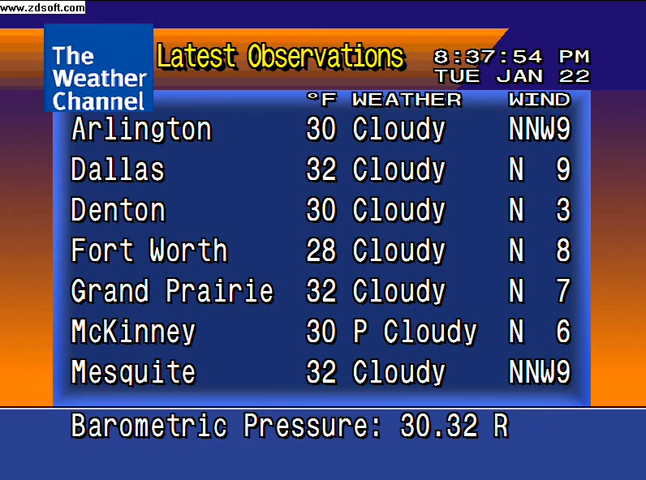 www.zdsoft.com
The Weather Channel
Latest Observations
8:37:54 PM
TUE JAN 22
°F WEATHER WIND
Arlington 30 Cloudy NNW9
Dallas 32 Cloudy N 9
Denton 30 Cloudy N 3
Fort Worth 28 Cloudy N 8
Grand Prairie 32 Cloudy N 7
McKinney 30 P Cloudy N 6
Mesquite 32 Cloudy NNW9
Barometric Pressure: 30.32 R